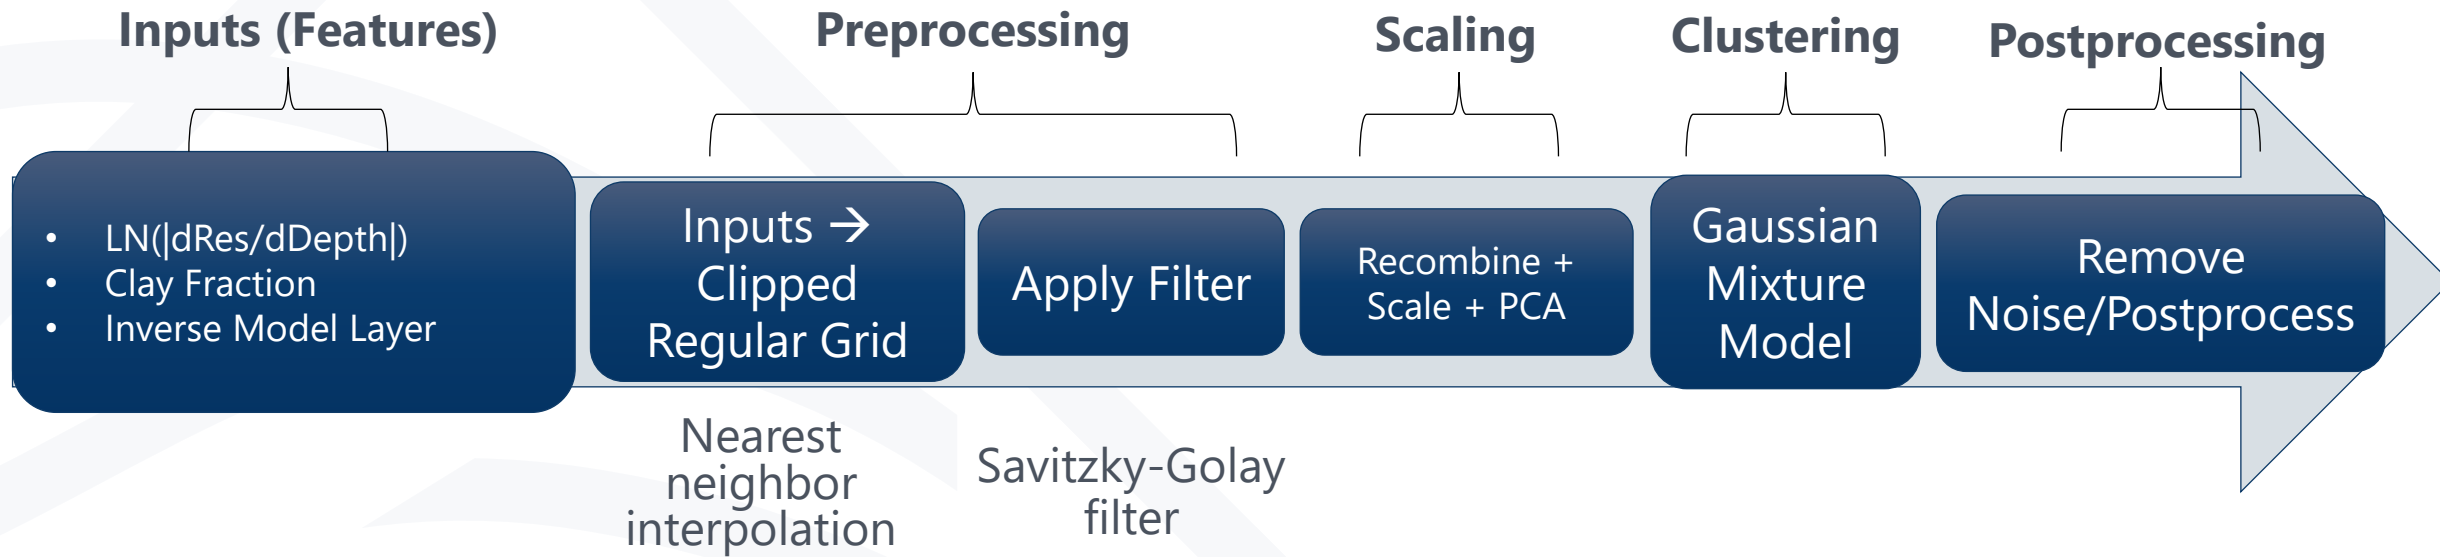 Inputs (Features)
Preprocessing
Scaling
Clustering
Postprocessing
• LN(|dRes/dDepth|)
• Clay Fraction
• Inverse Model Layer
Inputs →
Clipped
Regular Grid
Apply Filter
Recombine +
Scale + PCA
Gaussian
Mixture
Model
Remove
Noise/Postprocess
Nearest
neighbor
interpolation
Savitzky-Golay
filter